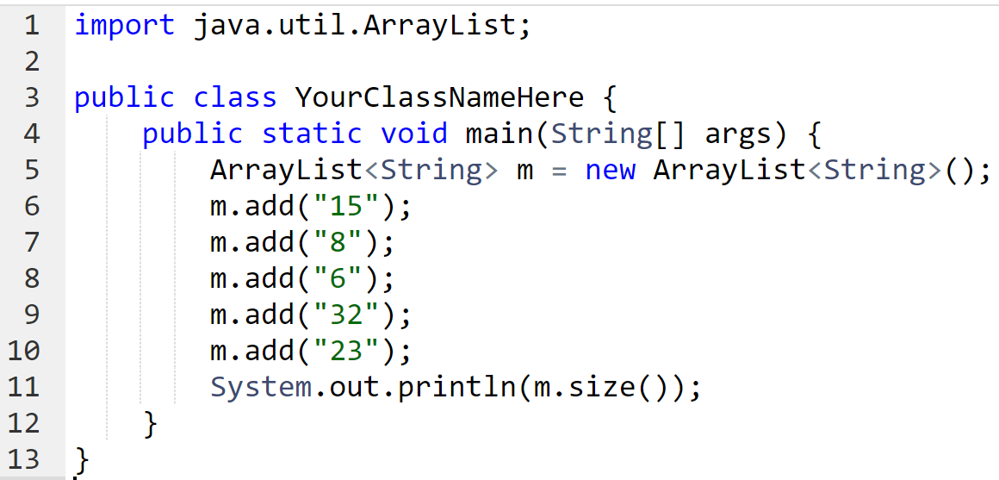 1 import java.util.ArrayList;
2
3 public class YourClassNameHere {
4     public static void main(String[] args) {
5         ArrayList<String> m = new ArrayList<String>();
6         m.add("15");
7         m.add("8");
8         m.add("6");
9         m.add("32");
10         m.add("23");
11         System.out.println(m.size());
12     }
13 }